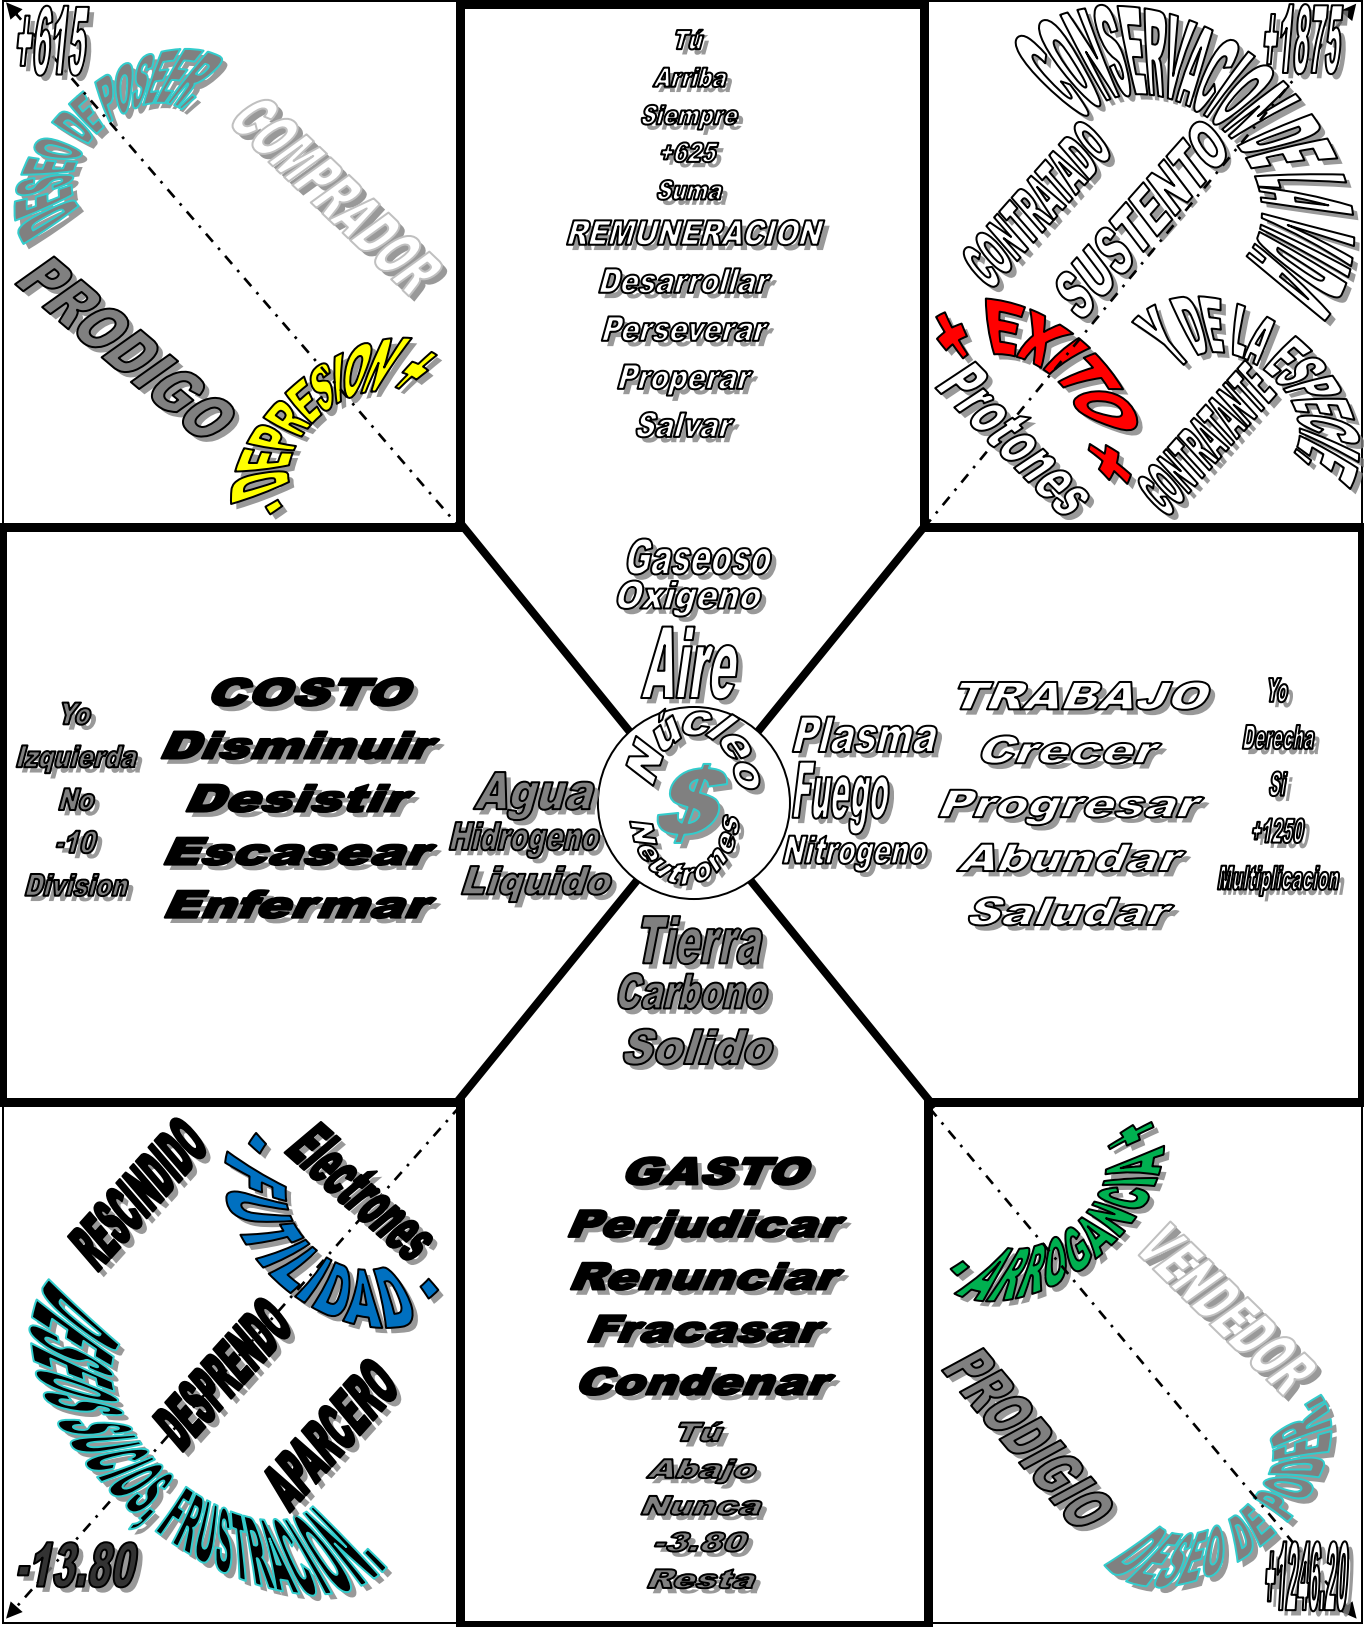 +615
DESEO DE POSEER,
COMPRADOR
PRODIGO
- DEPRESION +
Tú
Arriba
Siempre
+625
Suma
REMUNERACION
Desarrollar
Perseverar
Properar
Salvar
+1875
CONSERVACION DE LA VIDA
CONTRATADO
SUSTENTO
Y DE LA ESPECIE
+ EXITO +
Protones
CONTRATANTE
Gaseoso
Oxigeno
Aire
Yo
Izquierda
No
-10
Division
COSTO
Disminuir
Desistir
Escasear
Enfermar
Agua
Hidrogeno
Liquido
Núcleo
$
Neutrones
Plasma
Fuego
Nitrogeno
TRABAJO
Crecer
Progresar
Abundar
Saludar
Yo
Derecha
Si
+1250
Multiplicacion
Tierra
Carbono
Solido
RESCINDIDO
Electrones
- FUTILIDAD -
DESPRENDO
APARCERO
DESEOS SUCIOS, FRUSTRACION.
-13.80
GASTO
Perjudicar
Renunciar
Fracasar
Condenar
Tú
Abajo
Nunca
-3.80
Resta
- ARROGANCIA +
VENDEDOR
PRODIGIO
DESEO DE PODER,
+1246.20